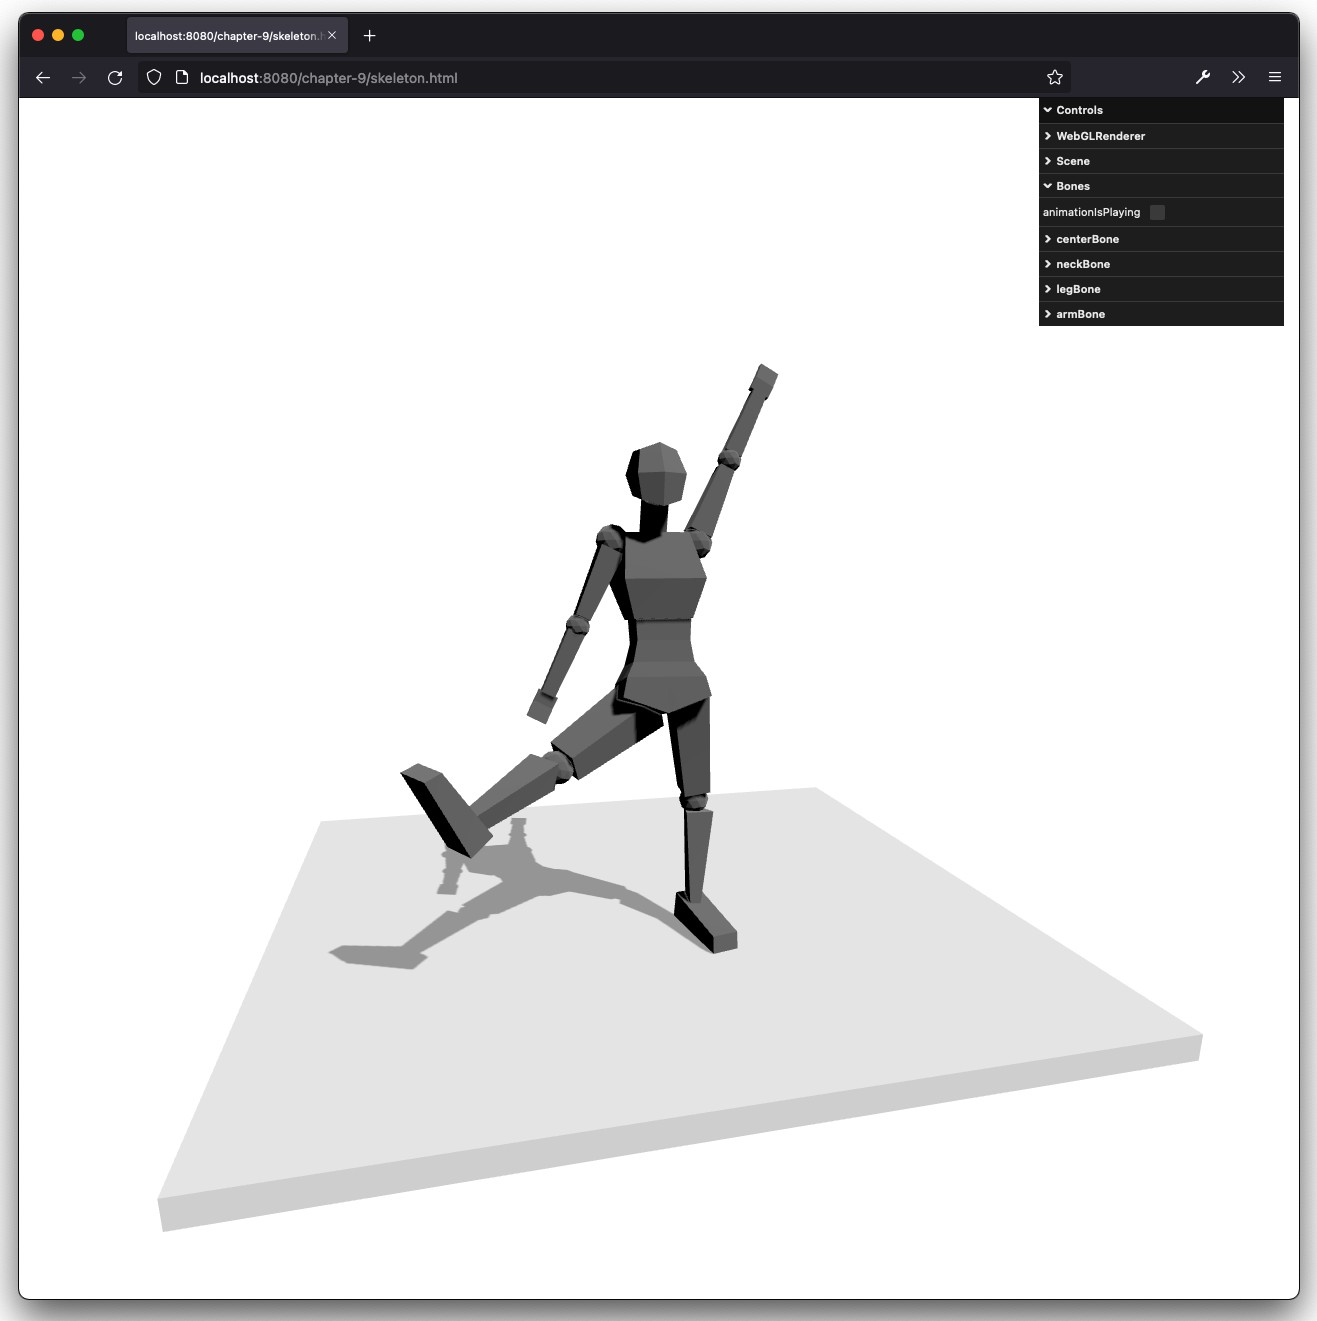 localhost:8080/chapter-9/skeleton.h
localhost:8080/chapter-9/skeleton.html
Controls
WebGLRenderer
Scene
Bones
animationIsPlaying
centerBone
neckBone
legBone
armBone